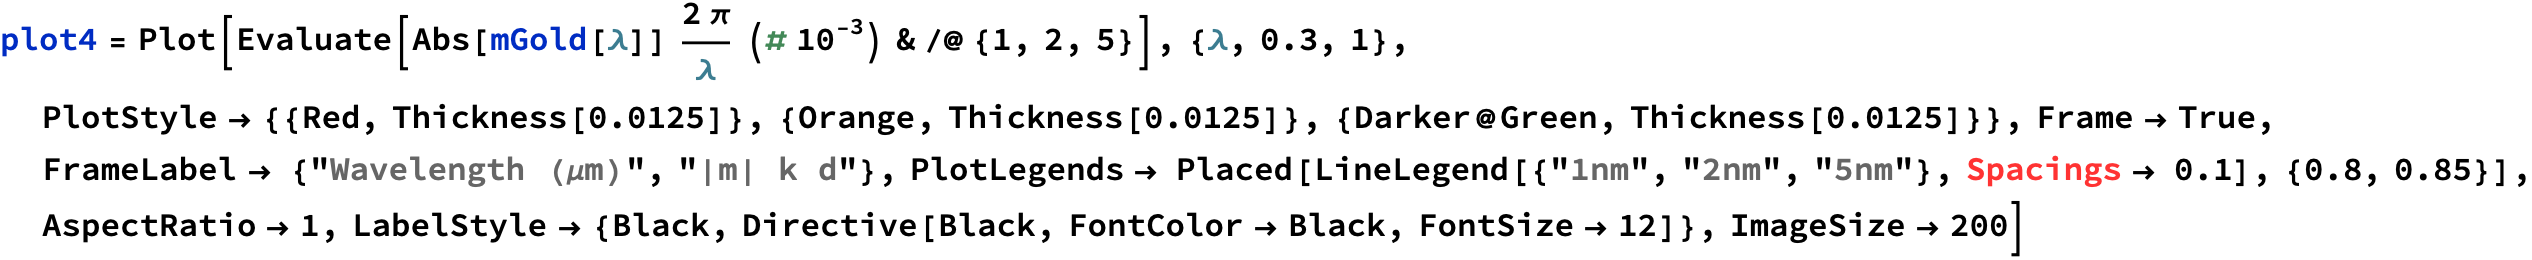 plot4 = Plot[Evaluate[Abs[mGold[λ]] 2 π/λ (# 10^-3) & /@ {1, 2, 5}], {λ, 0.3, 1},
PlotStyle → {{Red, Thickness[0.0125]}, {Orange, Thickness[0.0125]}, {Darker@Green, Thickness[0.0125]}}, Frame → True,
FrameLabel → {"Wavelength (μm)", "|m| k d"}, PlotLegends → Placed[LineLegend[{"1nm", "2nm", "5nm"}, Spacings → 0.1], {0.8, 0.85}],
AspectRatio → 1, LabelStyle → {Black, Directive[Black, FontColor → Black, FontSize → 12]}, ImageSize → 200]